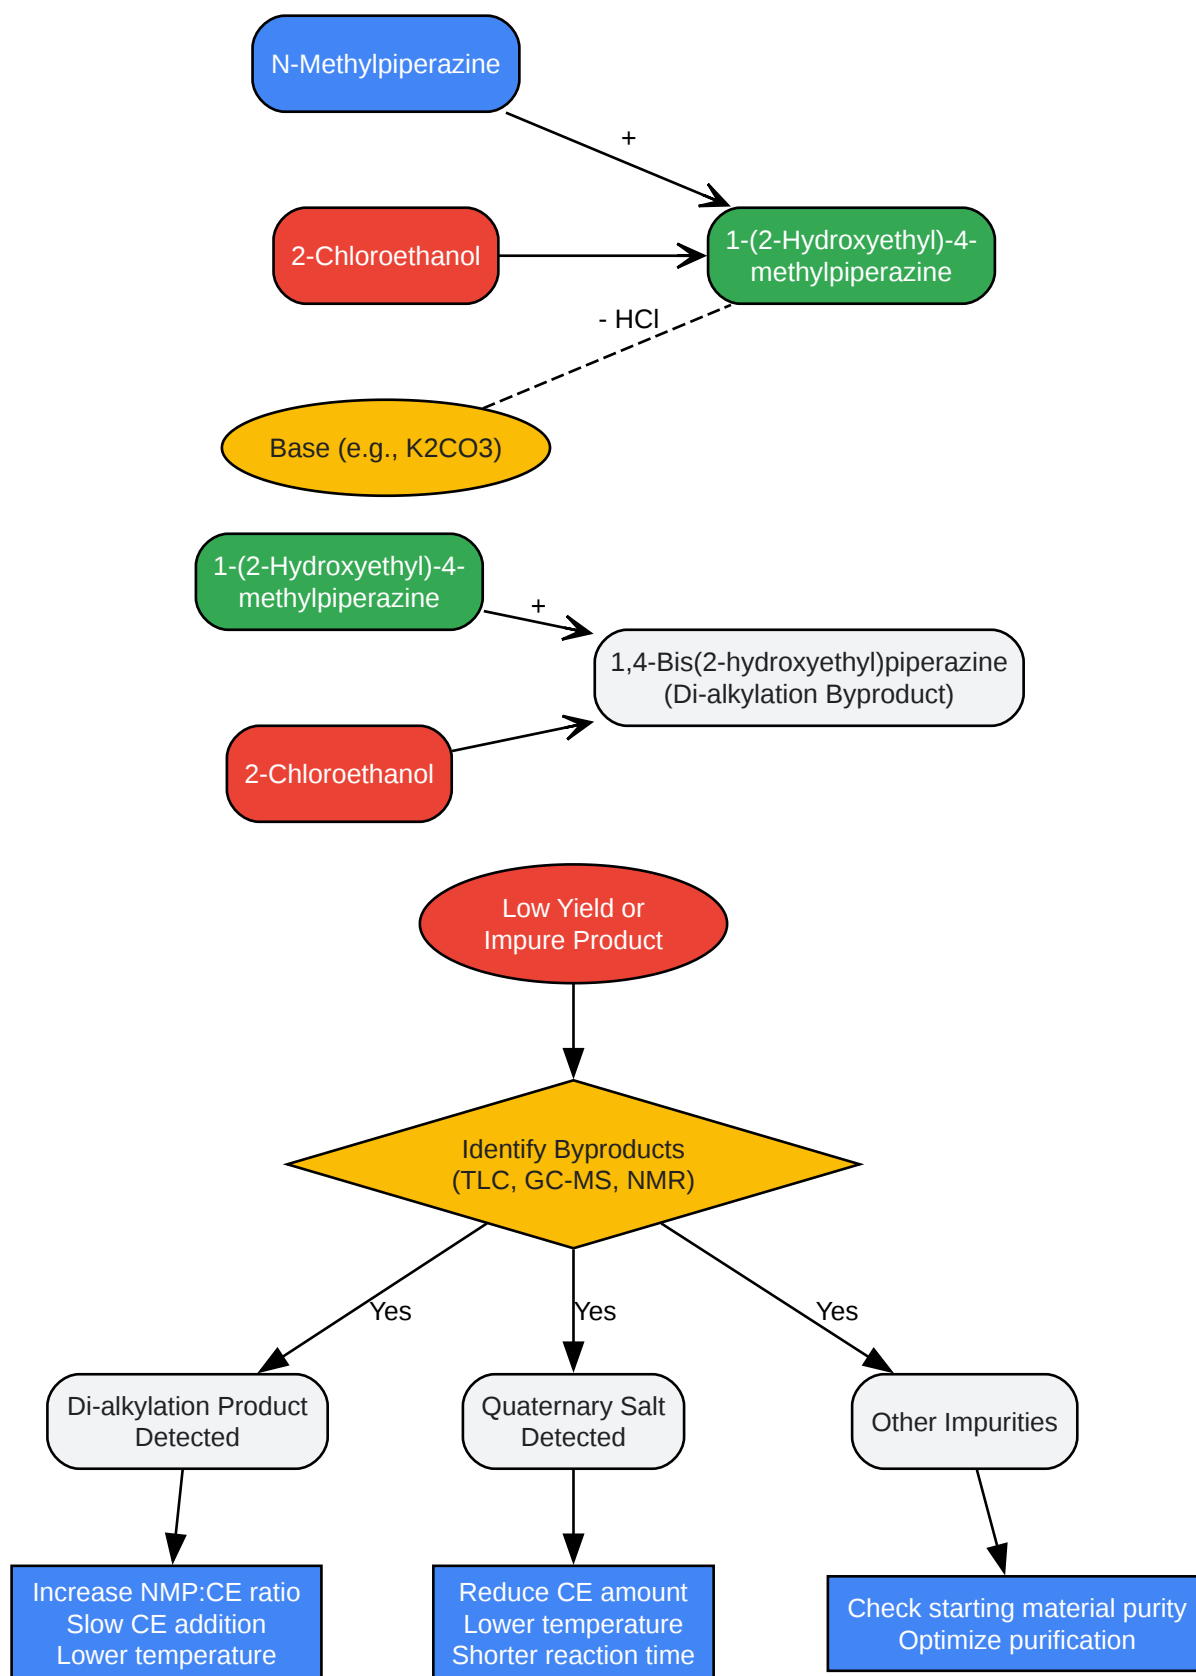 N-Methylpiperazine
+
2-Chloroethanol
1-(2-Hydroxyethyl)-4-
methylpiperazine
- HCl
Base (e.g., K2CO3)
1-(2-Hydroxyethyl)-4-
methylpiperazine
+
1,4-Bis(2-hydroxyethyl)piperazine
(Di-alkylation Byproduct)
2-Chloroethanol
Low Yield or
Impure Product
Identify Byproducts
(TLC, GC-MS, NMR)
Yes
Yes
Yes
Di-alkylation Product
Detected
Quaternary Salt
Detected
Other Impurities
Increase NMP:CE ratio
Slow CE addition
Lower temperature
Reduce CE amount
Lower temperature
Shorter reaction time
Check starting material purity
Optimize purification